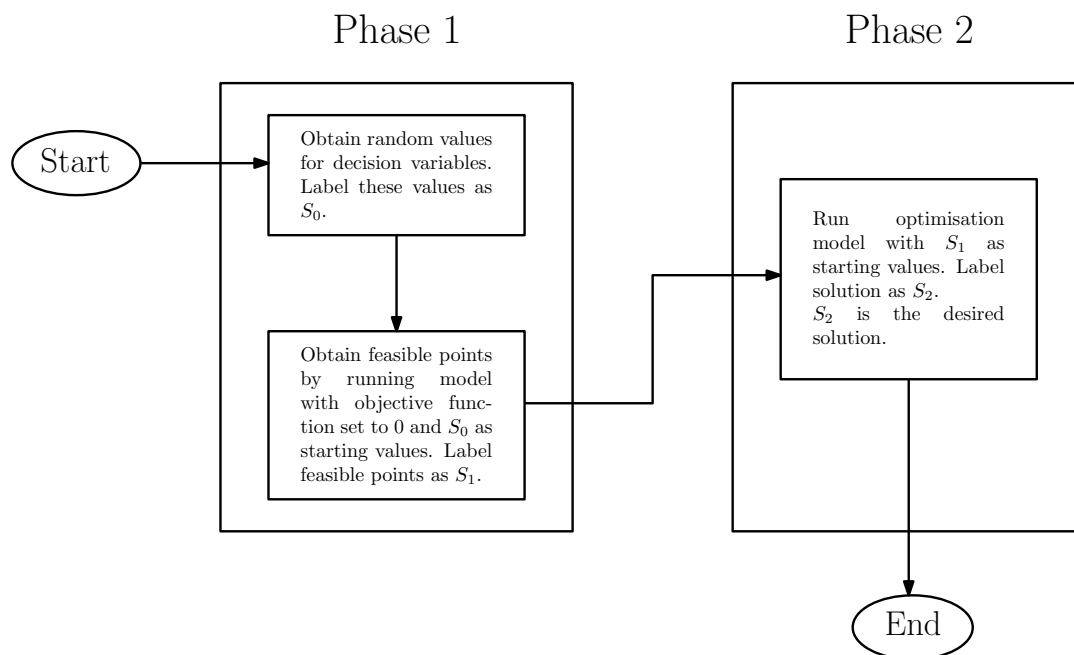 Phase 1
Phase 2
Start
Obtain random values
for decision variables.
Label these values as
S₀.
Obtain feasible points
by running model
with objective func-
tion set to 0 and S₀ as
starting values. Label
feasible points as S₁.
Run optimisation
model with S₁ as
starting values. Label
solution as S₂.
S₂ is the desired
solution.
End